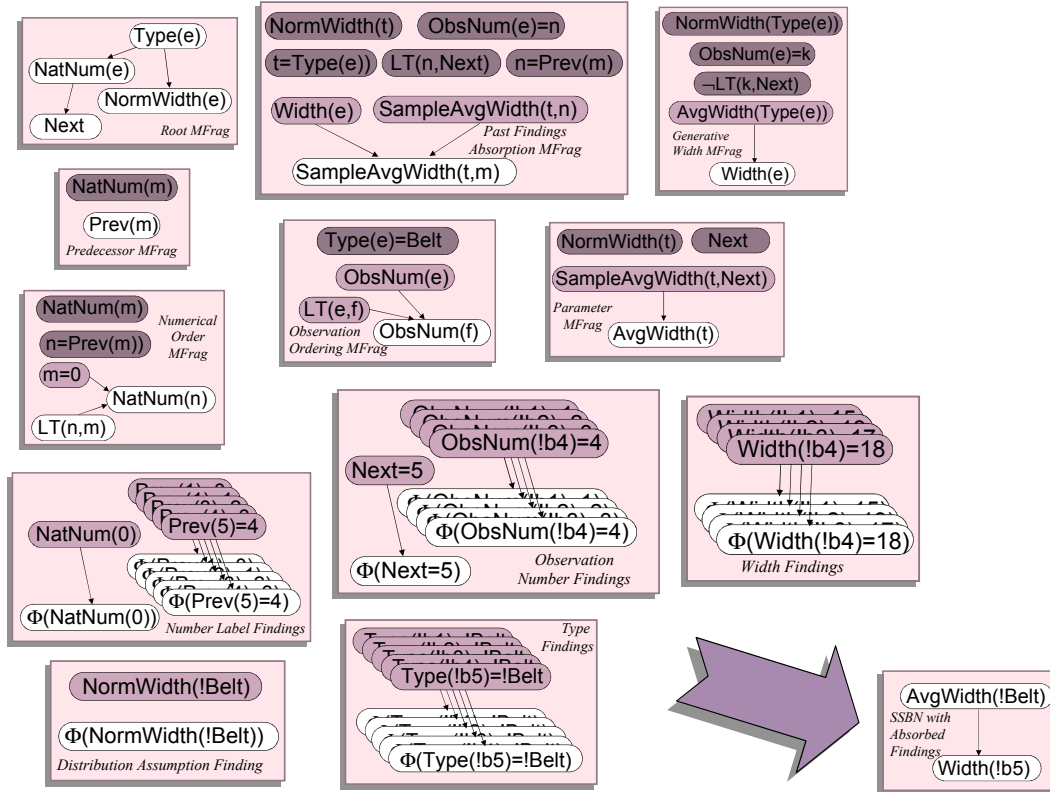 Type(e)
NatNum(e)
NormWidth(e)
Next
Root MFrag
NormWidth(t)
ObsNum(e)=n
t=Type(e))
LT(n,Next)
n=Prev(m)
Width(e)
SampleAvgWidth(t,n)
Past Findings
Absorption MFrag
SampleAvgWidth(t,m)
NormWidth(Type(e))
ObsNum(e)=k
¬LT(k,Next)
AvgWidth(Type(e))
Generative
Width MFrag
Width(e)
NatNum(m)
Prev(m)
Predecessor MFrag
Type(e)=Belt
ObsNum(e)
LT(e,f)
Observation
Ordering MFrag
ObsNum(f)
NormWidth(t)
Next
SampleAvgWidth(t,Next)
Parameter
MFrag
AvgWidth(t)
NatNum(m)
Numerical
Order
MFrag
n=Prev(m))
m=0
NatNum(n)
LT(n,m)
ObsNum(!b4)=4
Next=5
Φ(ObsNum(!b4)=4)
Φ(Next=5)
Observation
Number Findings
Width(!b4)=18
Φ(Width(!b4)=18)
Width Findings
NatNum(0)
Prev(5)=4
Φ(Prev(5)=4)
Φ(NatNum(0))
Number Label Findings
Type
Findings
Type(!b5)=!Belt
Φ(Type(!b5)=!Belt)
NormWidth(!Belt)
Φ(NormWidth(!Belt))
Distribution Assumption Finding
AvgWidth(!Belt)
SSBN with
Absorbed
Findings
Width(!b5)